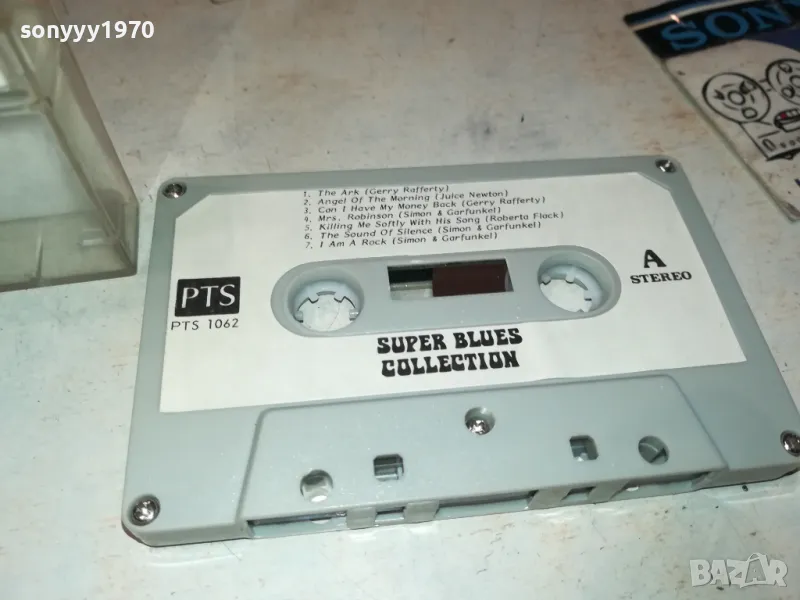 sonyyy1970
SONY
1. The Ark (Gerry Rafferty)
2. Angel Of The Morning (Juice Newton)
3. Can I Have My Money Back (Gerry Rafferty)
4. Mrs. Robinson (Simon & Garfunkel)
5. Killing Me Softly With His Song (Roberta Flack)
6. The Sound Of Silence (Simon & Garfunkel)
7. I Am A Rock (Simon & Garfunkel)
A
STEREO
PTS
PTS 1062
SUPER BLUES
COLLECTION
BAZAR